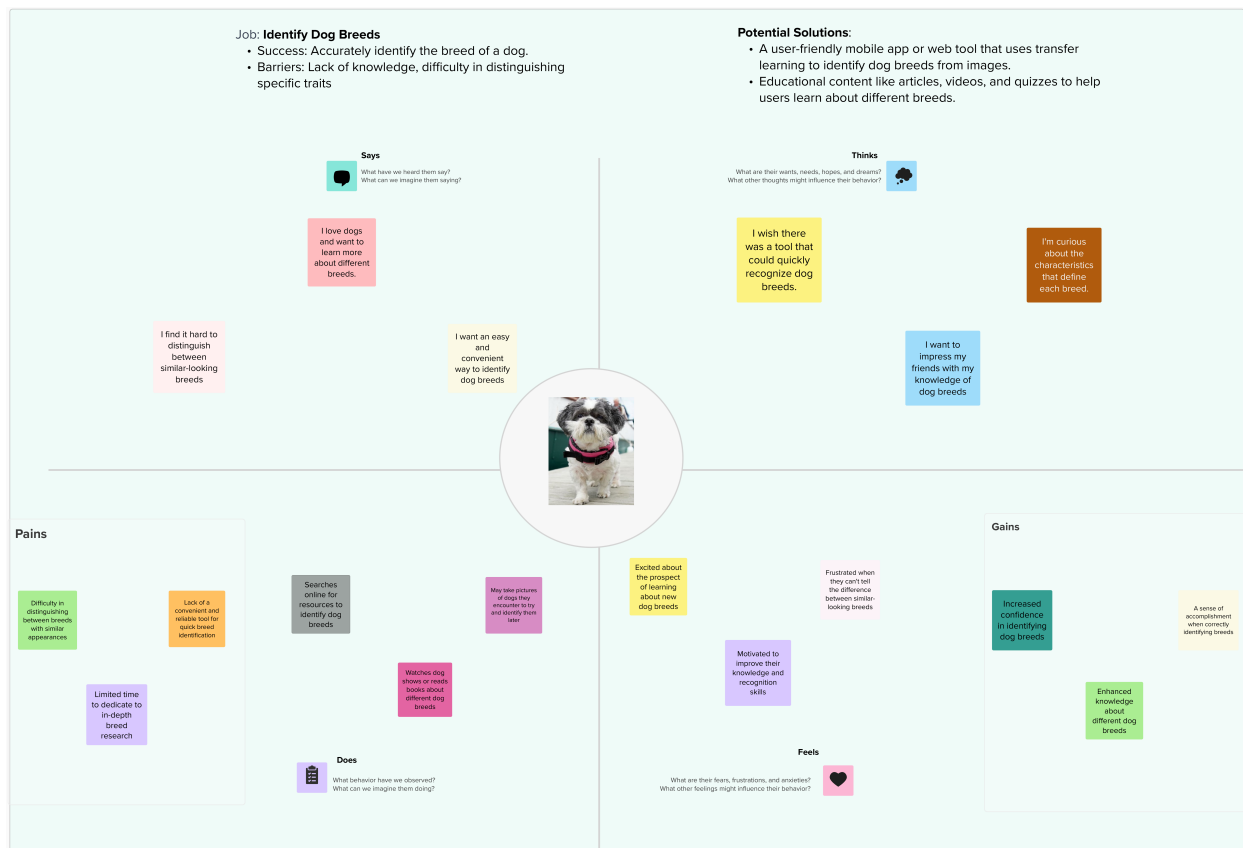 Job: Identify Dog Breeds
• Success: Accurately identify the breed of a dog.
• Barriers: Lack of knowledge, difficulty in distinguishing
specific traits
Potential Solutions:
• A user-friendly mobile app or web tool that uses transfer
learning to identify dog breeds from images.
• Educational content like articles, videos, and quizzes to help
users learn about different breeds.
Says
What have we heard them say?
What can we imagine them saying?
I love dogs
and want to
learn more
about different
breeds.
I find it hard to
distinguish
between
similar-looking
breeds
I want an easy
and
convenient
way to identify
dog breeds
Thinks
What are their wants, needs, hopes, and dreams?
What other thoughts might influence their behavior?
I wish there
was a tool that
could quickly
recognize dog
breeds.
I'm curious
about the
characteristics
that define
each breed.
I want to
impress my
friends with my
knowledge of
dog breeds
Pains
Difficulty in
distinguishing
between breeds
with similar
appearances
Lack of a
convenient and
reliable tool for
quick breed
identification
Limited time
to dedicate to
in-depth
breed
research
Searches
online for
resources to
identify dog
breeds
May take pictures
of dogs they
encounter to try
and identify them
later
Watches dog
shows or reads
books about
different dog
breeds
Does
What behavior have we observed?
What can we imagine them doing?
Excited about
the prospect
of learning
about new
dog breeds
Frustrated when
they can't tell
the difference
between similar-
looking breeds
Motivated to
improve their
knowledge and
recognition
skills
Feels
What are their fears, frustrations, and anxieties?
What other feelings might influence their behavior?
Gains
Increased
confidence
in identifying
dog breeds
A sense of
accomplishment
when correctly
identifying breeds
Enhanced
knowledge
about
different dog
breeds